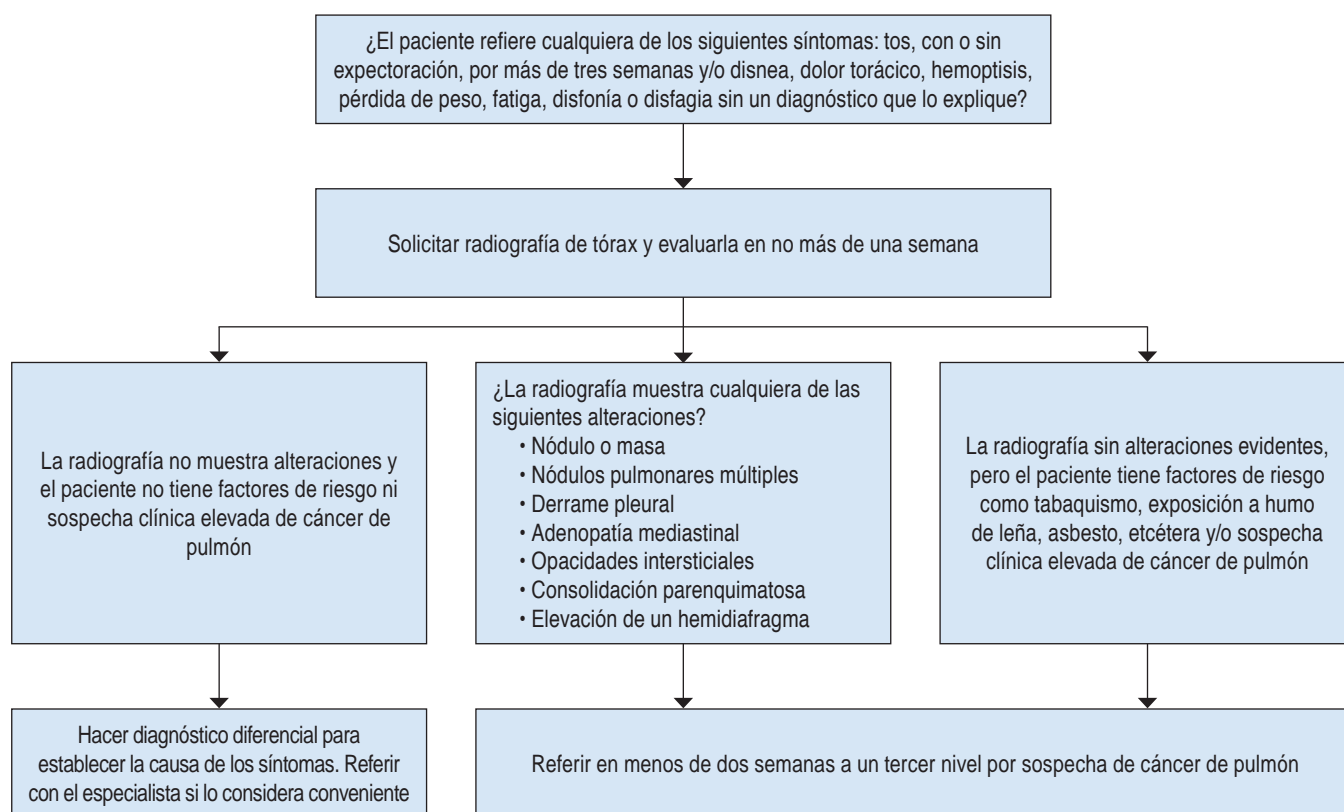 ¿El paciente refiere cualquiera de los siguientes síntomas: tos, con o sin
expectoración, por más de tres semanas y/o disnea, dolor torácico, hemoptisis,
pérdida de peso, fatiga, disfonía o disfagia sin un diagnóstico que lo explique?
Solicitar radiografía de tórax y evaluarla en no más de una semana
La radiografía no muestra alteraciones y
el paciente no tiene factores de riesgo ni
sospecha clínica elevada de cáncer de
pulmón
¿La radiografía muestra cualquiera de las
siguientes alteraciones?
• Nódulo o masa
• Nódulos pulmonares múltiples
• Derrame pleural
• Adenopatía mediastinal
• Opacidades intersticiales
• Consolidación parenquimatosa
• Elevación de un hemidiafragma
La radiografía sin alteraciones evidentes,
pero el paciente tiene factores de riesgo
como tabaquismo, exposición a humo
de leña, asbesto, etcétera y/o sospecha
clínica elevada de cáncer de pulmón
Hacer diagnóstico diferencial para
establecer la causa de los síntomas. Referir
con el especialista si lo considera conveniente
Referir en menos de dos semanas a un tercer nivel por sospecha de cáncer de pulmón